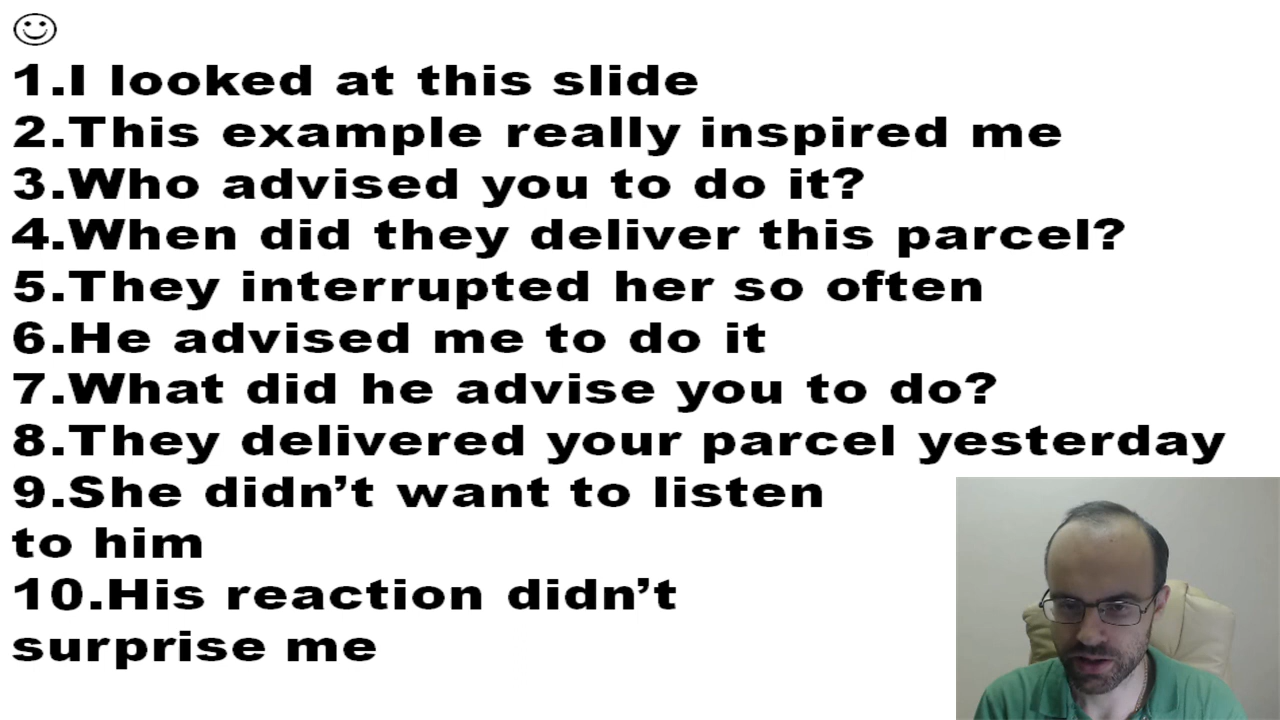 1.I looked at this slide
2.This example really inspired me
3.Who advised you to do it?
4.When did they deliver this parcel?
5.They interrupted her so often
6.He advised me to do it
7.What did he advise you to do?
8.They delivered your parcel yesterday
9.She didn’t want to listen
to him
10.His reaction didn’t
surprise me